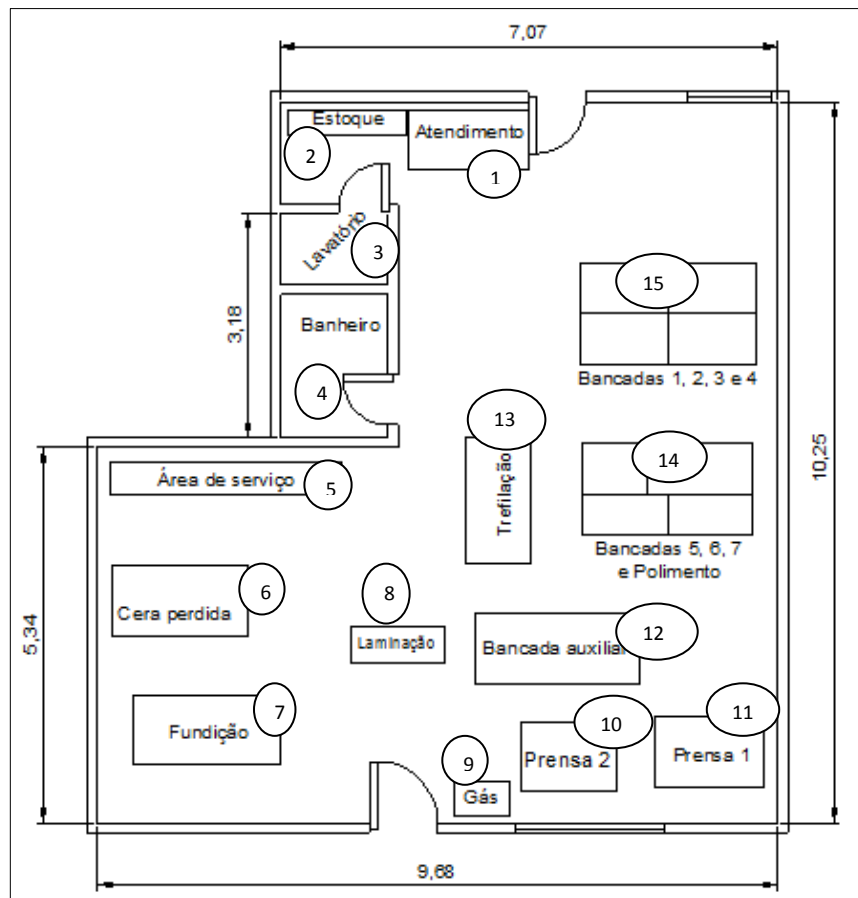 7,07
Estoque
Atendimento
2
1
Lavatório
3
15
3,18
Banheiro
Bancadas 1, 2, 3 e 4
4
13
10,25
14
Área de serviço
5
Trefilação
Bancadas 5, 6, 7
e Polimento
6
8
Cera perdida
12
5,34
Laminação
Bancada auxiliar
7
10
11
Fundição
9
Prensa 2
Prensa 1
Gás
9,68